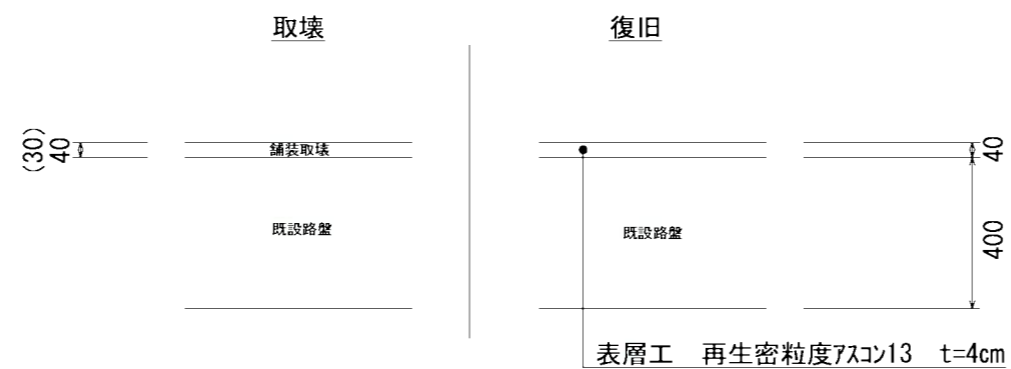 取壊
復旧
(30)
40
舗装取壊
40
既設路盤
既設路盤
400
表層工 再生密粒度ｱｽｺﾝ13 t=4cm